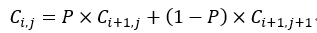 C_{i,j} = P × C_{i+1,j} + (1 − P) × C_{i+1,j+1}.